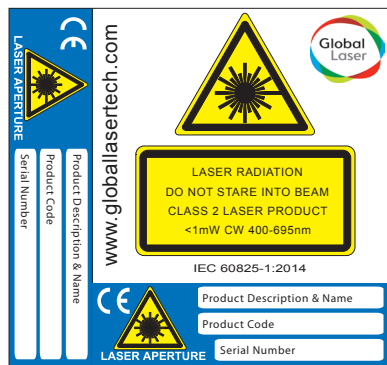 CE
LASER APERTURE
Product Description & Name
Product Code
Serial Number
www.globallasertech.com
Global
Laser
LASER RADIATION
DO NOT STARE INTO BEAM
CLASS 2 LASER PRODUCT
<1mW CW 400-695nm
IEC 60825-1:2014
CE
LASER APERTURE
Product Description & Name
Product Code
Serial Number